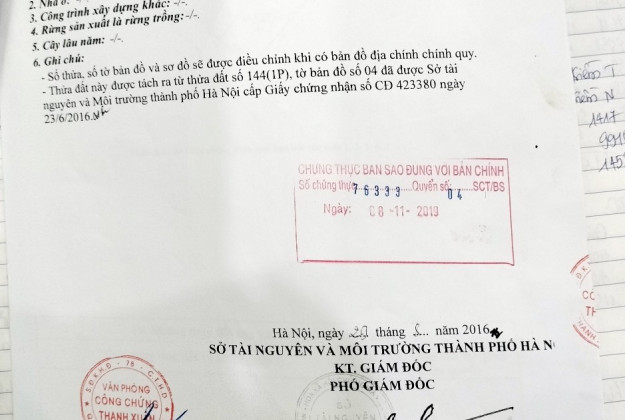 2. Nhà ở: -/-.
3. Công trình xây dựng khác: -/-.
4. Rừng sản xuất là rừng trồng: -/-.
5. Cây lâu năm: -/-.
6. Ghi chú:
- Số thửa, số tờ bản đồ và sơ đồ sẽ được điều chỉnh khi có bản đồ địa chính chính quy.
- Thửa đất này được tách ra từ thửa đất số 144(1P), tờ bản đồ số 04 đã được Sở tài
nguyên và Môi trường thành phố Hà Nội cấp Giấy chứng nhận số CĐ 423380 ngày
23/6/2016.
1417
CHỨNG THỰC BẢN SAO ĐÚNG VỚI BẢN CHÍNH
Số chứng thực 76333 Quyển số: 04 SCT/BS
Ngày: 08-11-2019
Hà Nội, ngày tháng năm 2016
SỞ TÀI NGUYÊN VÀ MÔI TRƯỜNG THÀNH PHỐ HÀ
KT. GIÁM ĐỐC
PHÓ GIÁM ĐỐC
VĂN PHÒNG
CÔNG CHỨNG
THANH XUÂN